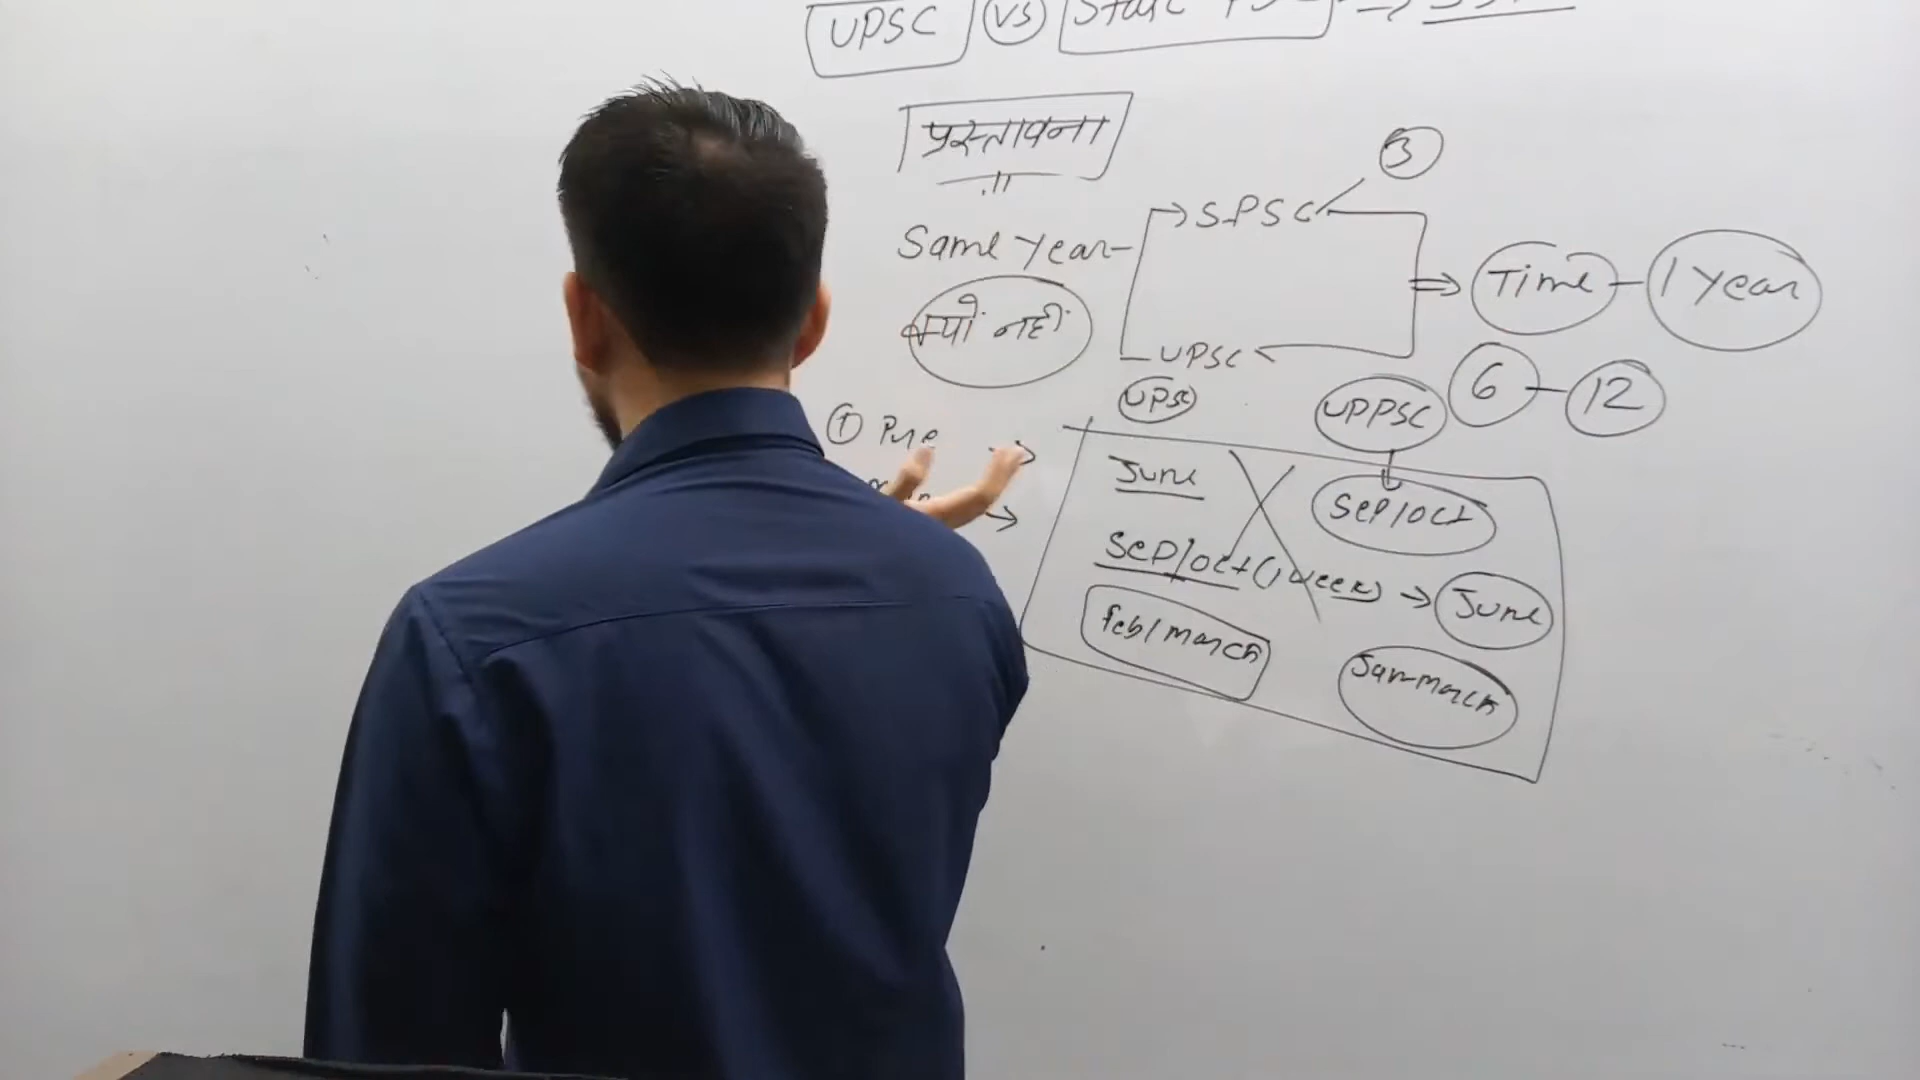 UPSC VS State
प्रस्तावना
3
SPSC
Same year
Time - 1 Year
क्यों नहीं
UPSC
UPSC UPPSC 6 - 12
① Pre
June Sep/oct
Sep/oct (1 week) → June
feb/march Jan-march